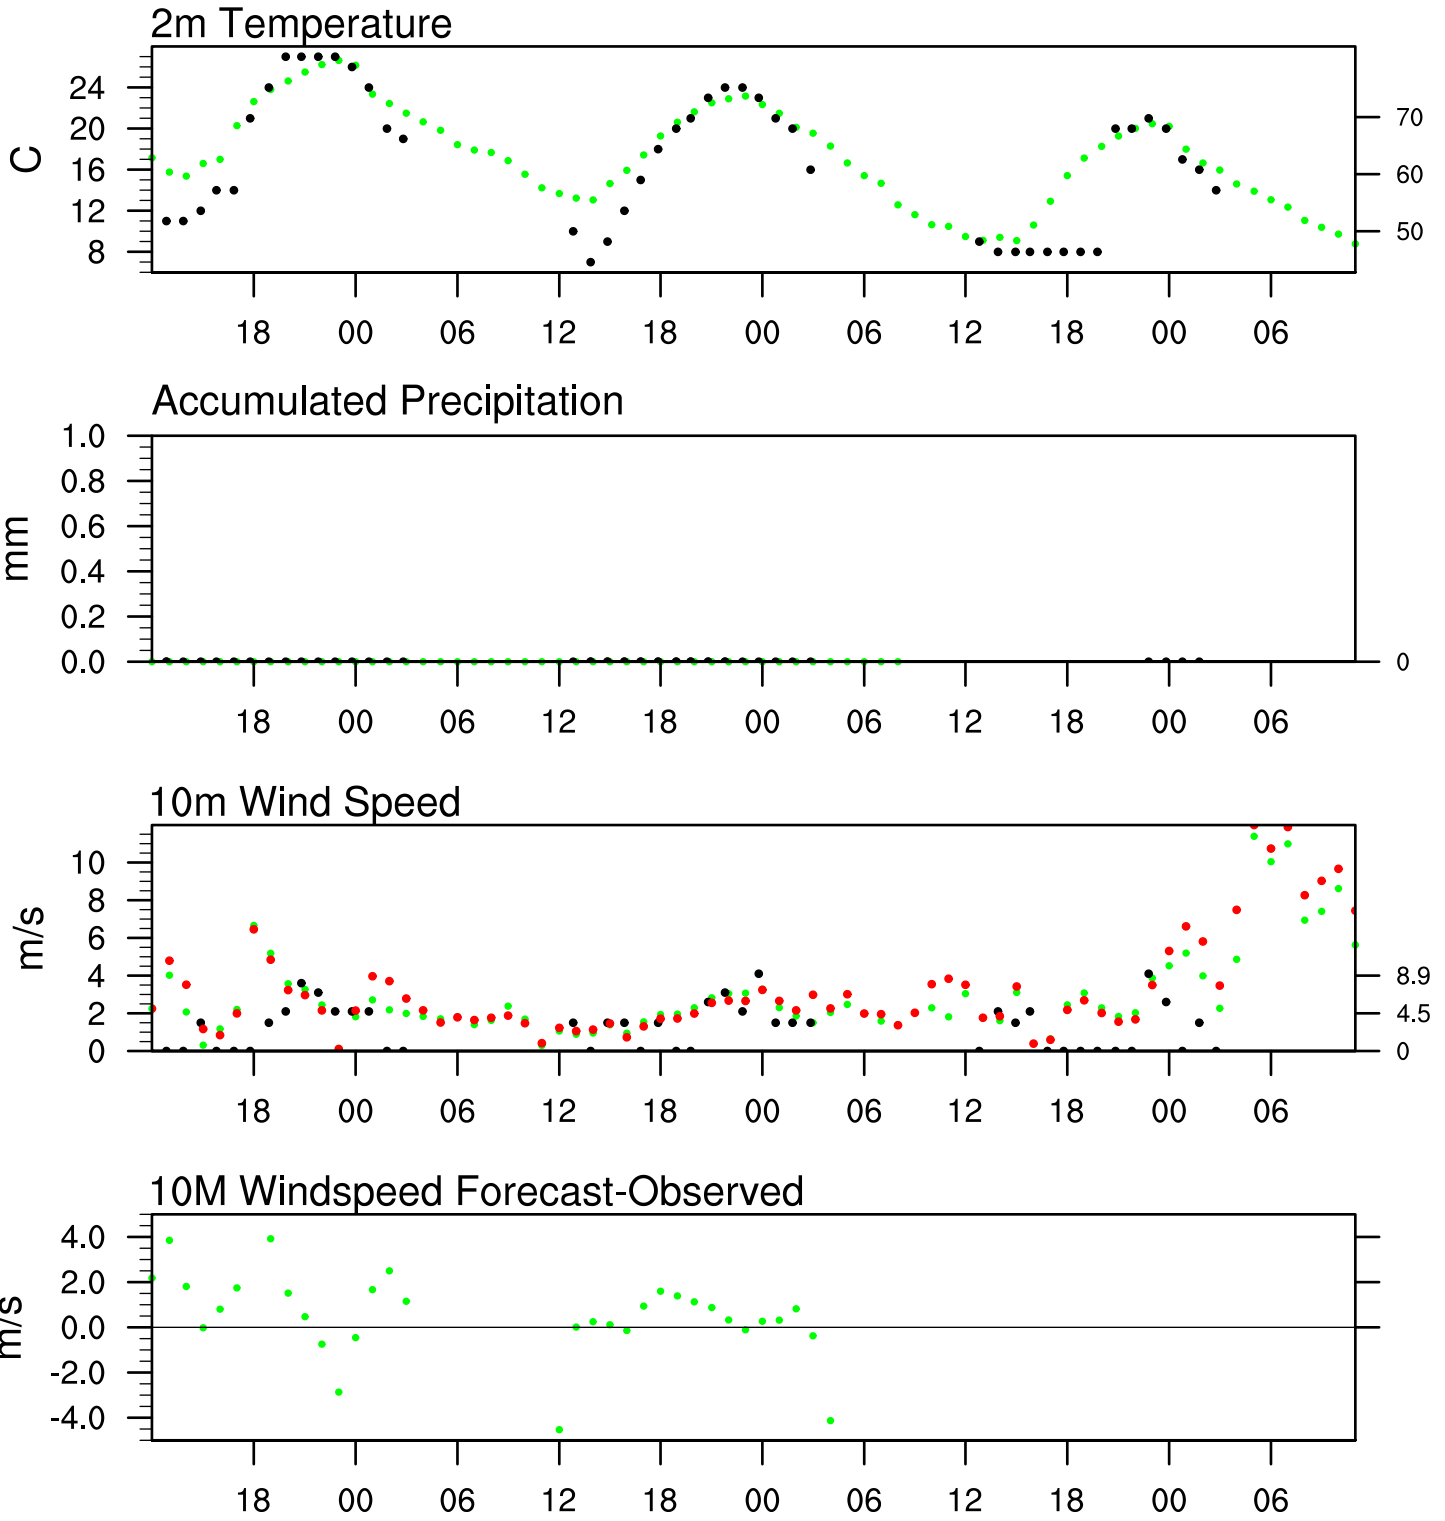 2m Temperature
24
20
16
12
8
C
70
60
50
18 00 06 12 18 00 06 12 18 00 06
Accumulated Precipitation
1.0
0.8
0.6
0.4
0.2
0.0
mm
0
18 00 06 12 18 00 06 12 18 00 06
10m Wind Speed
10
8
6
4
2
0
m/s
8.9
4.5
0
18 00 06 12 18 00 06 12 18 00 06
10M Windspeed Forecast-Observed
4.0
2.0
0.0
-2.0
-4.0
m/s
18 00 06 12 18 00 06 12 18 00 06